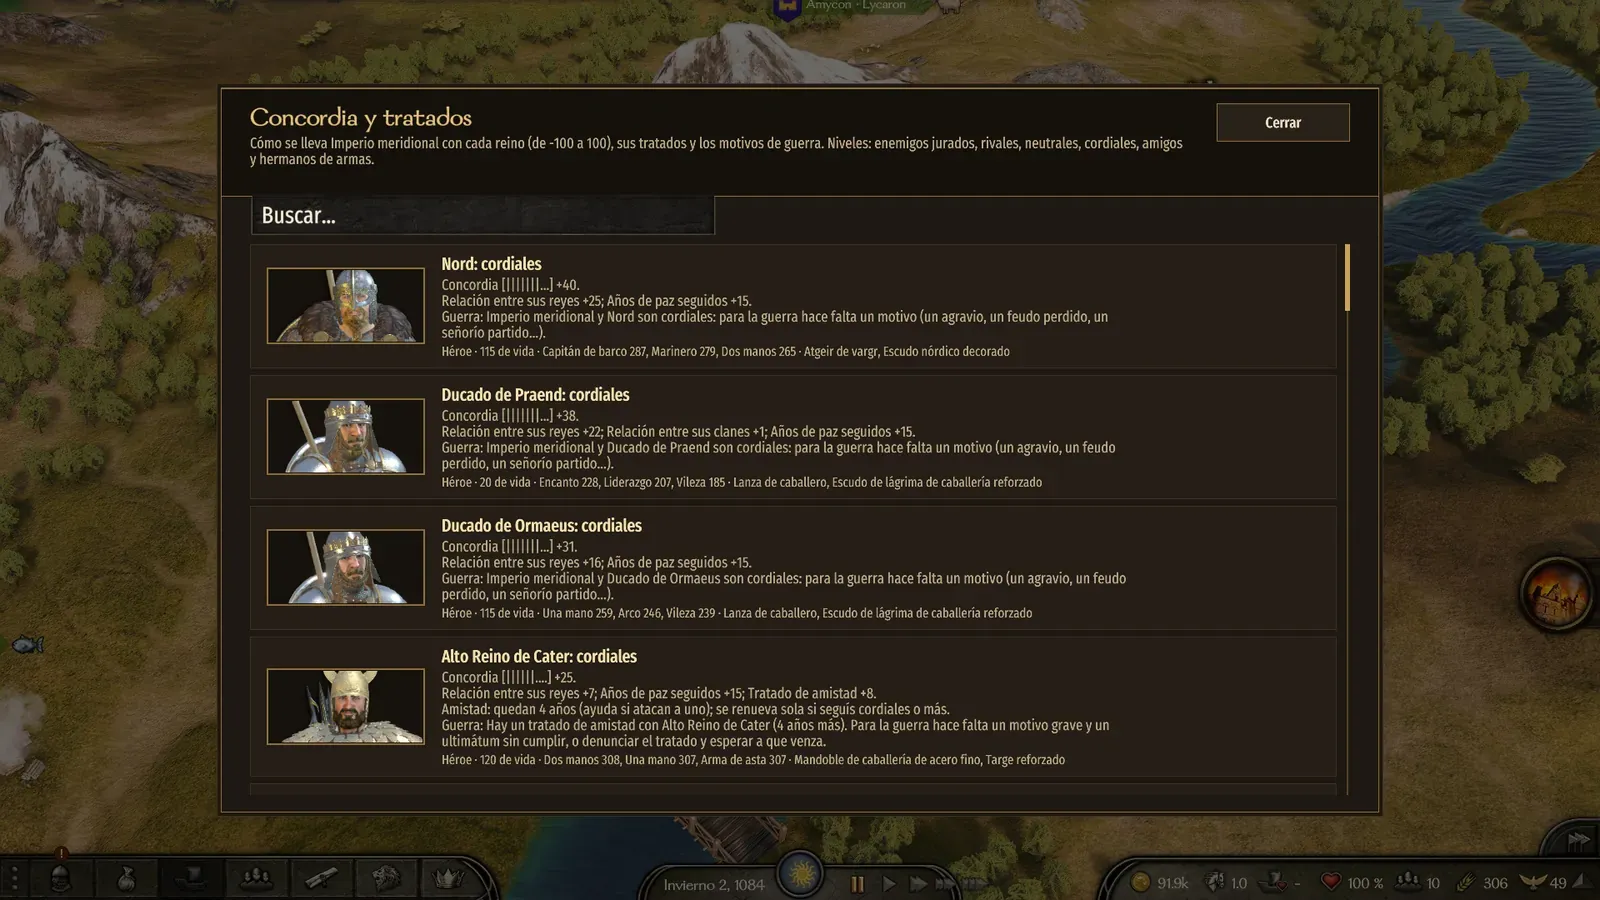 Amycon - Lycaron
Concordia y tratados
Cerrar
Cómo se lleva Imperio meridional con cada reino (de -100 a 100), sus tratados y los motivos de guerra. Niveles: enemigos jurados, rivales, neutrales, cordiales, amigos
y hermanos de armas.
Buscar...
Nord: cordiales
Concordia [|||||||...] +40.
Relación entre sus reyes +25; Años de paz seguidos +15.
Guerra: Imperio meridional y Nord son cordiales: para la guerra hace falta un motivo (un agravio, un feudo perdido, un
señorío partido...).
Héroe · 115 de vida · Capitán de barco 287, Marinero 279, Dos manos 265 · Atgeir de vargr, Escudo nórdico decorado
Ducado de Praend: cordiales
Concordia [|||||||...] +38.
Relación entre sus reyes +22; Relación entre sus clanes +1; Años de paz seguidos +15.
Guerra: Imperio meridional y Ducado de Praend son cordiales: para la guerra hace falta un motivo (un agravio, un feudo
perdido, un señorío partido...).
Héroe · 20 de vida · Encanto 228, Liderazgo 207, Vileza 185 · Lanza de caballero, Escudo de lágrima de caballería reforzado
Ducado de Ormaeus: cordiales
Concordia [|||||||...] +31.
Relación entre sus reyes +16; Años de paz seguidos +15.
Guerra: Imperio meridional y Ducado de Ormaeus son cordiales: para la guerra hace falta un motivo (un agravio, un feudo
perdido, un señorío partido...).
Héroe · 115 de vida · Una mano 259, Arco 246, Vileza 239 · Lanza de caballero, Escudo de lágrima de caballería reforzado
Alto Reino de Cater: cordiales
Concordia [||||||....] +25.
Relación entre sus reyes +7; Años de paz seguidos +15; Tratado de amistad +8.
Amistad: quedan 4 años (ayuda si atacan a uno); se renueva sola si seguís cordiales o más.
Guerra: Hay un tratado de amistad con Alto Reino de Cater (4 años más). Para la guerra hace falta un motivo grave y un
ultimátum sin cumplir, o denunciar el tratado y esperar a que venza.
Héroe · 120 de vida · Dos manos 308, Una mano 307, Arma de asta 307 · Mandoble de caballería de acero fino, Targe reforzado
!
Invierno 2, 1084
91.9k
1.0
-
100 %
10
306
49